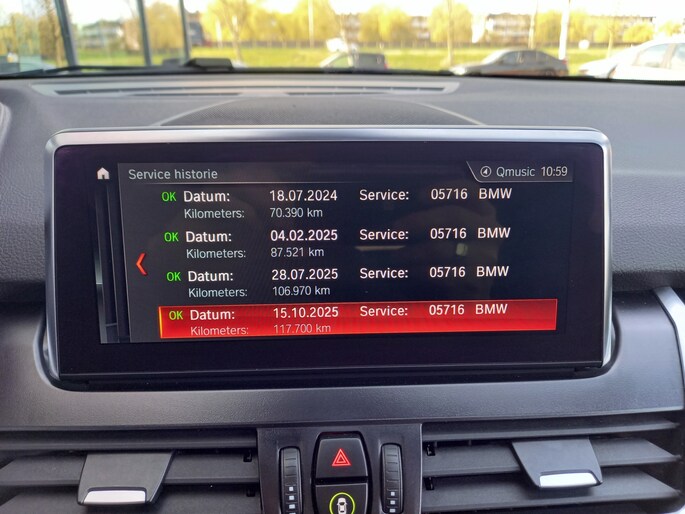 Service historie Qmusic 10:59
OK Datum: 18.07.2024 Service: 05716 BMW
Kilometers: 70.390 km
OK Datum: 04.02.2025 Service: 05716 BMW
Kilometers: 87.521 km
OK Datum: 28.07.2025 Service: 05716 BMW
Kilometers: 106.970 km
OK Datum: 15.10.2025 Service: 05716 BMW
Kilometers: 117.700 km